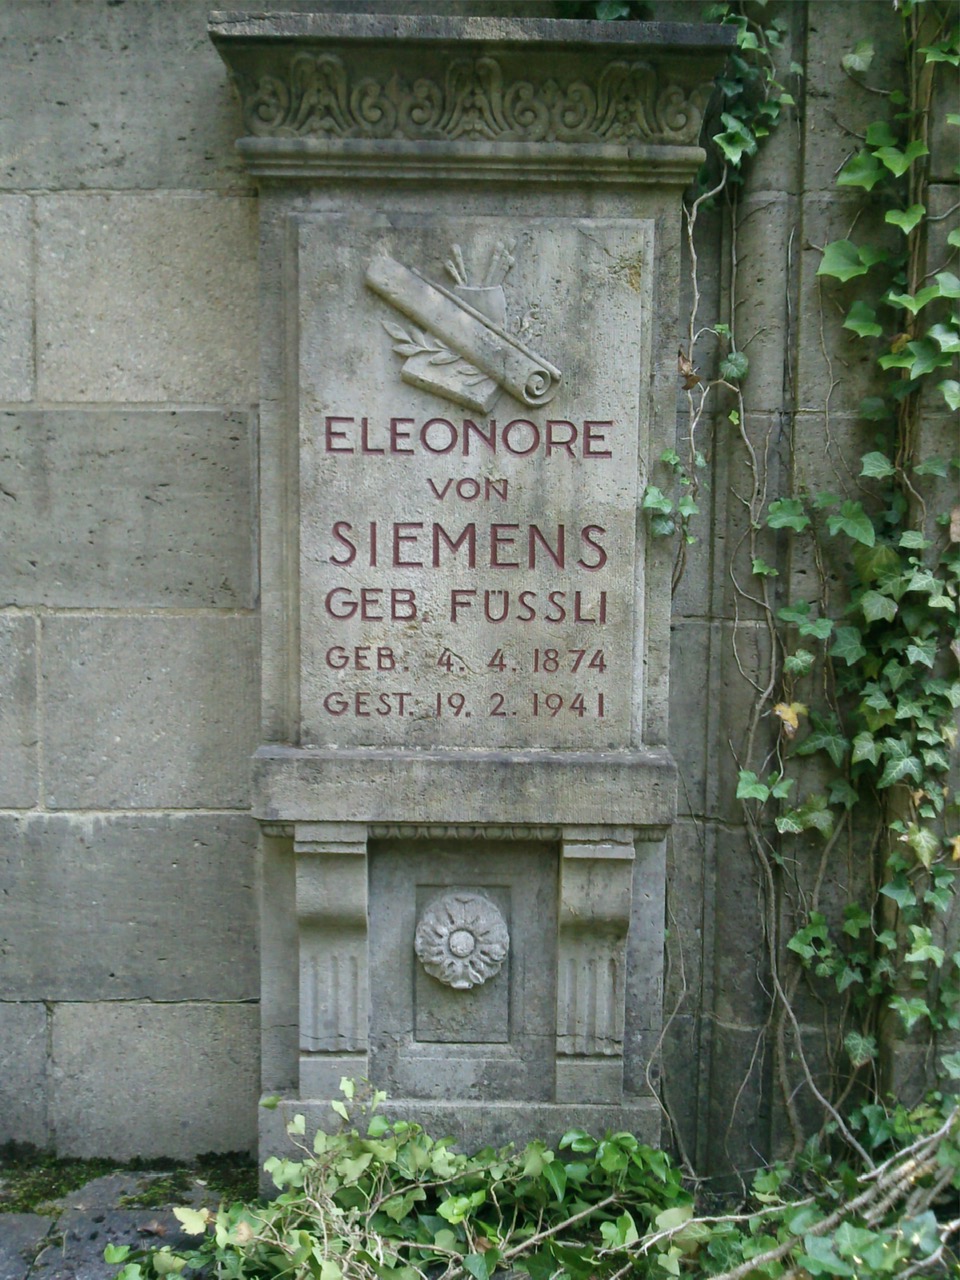 ELEONORE
VON
SIEMENS
GEB. FÜSSLI
GEB. 4. 4. 1874
GEST. 19. 2. 1941